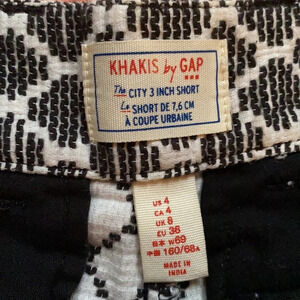 KHAKIS by GAP
The CITY 3 INCH SHORT
Le SHORT DE 7,6 CM
À COUPE URBAINE
US 4
CA 4
UK 8
EU 36
日本 W69
中国 160/68A
MADE IN
INDIA